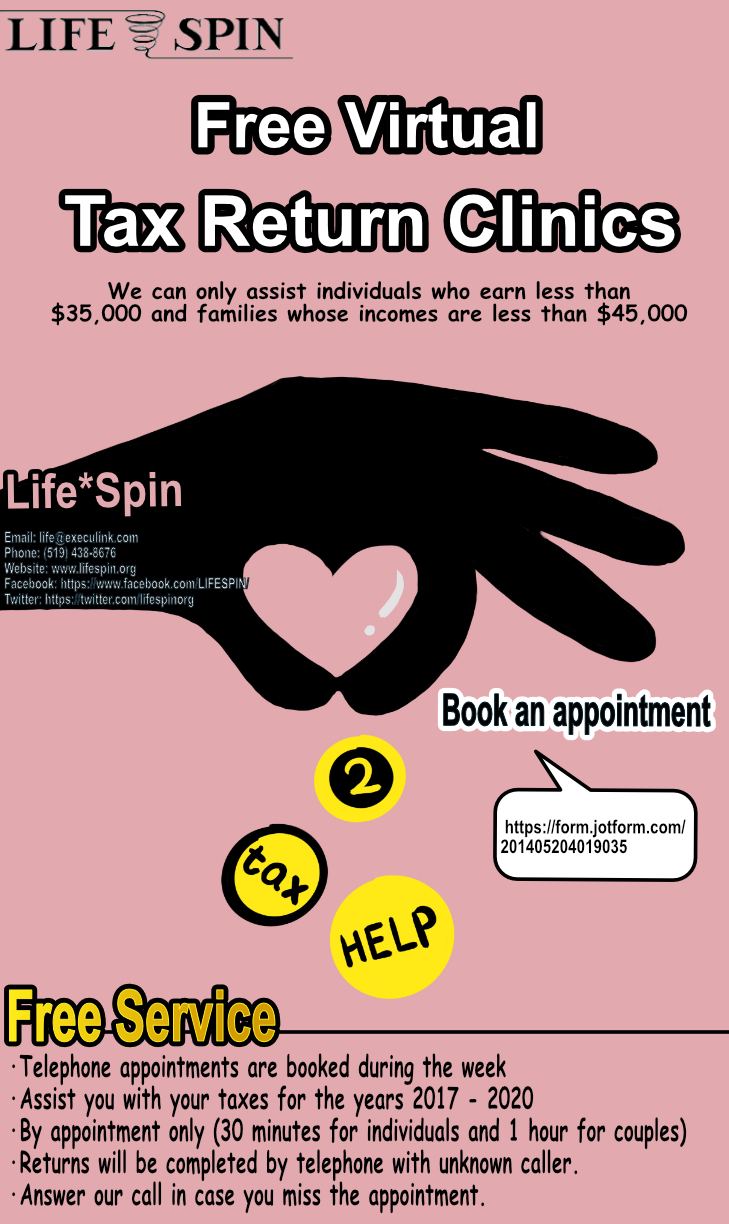 LIFE SPIN
Free Virtual
Tax Return Clinics
We can only assist individuals who earn less than
$35,000 and families whose incomes are less than $45,000
Life*Spin
Email: life@execulink.com
Phone: (519) 438-8676
Website: www.lifespin.org
Facebook: https://www.facebook.com/LIFESPIN/
Twitter: https://twitter.com/lifespinorg
Book an appointment
https://form.jotform.com/
201405204019035
2
tax
HELP
Free Service
· Telephone appointments are booked during the week
· Assist you with your taxes for the years 2017 - 2020
· By appointment only (30 minutes for individuals and 1 hour for couples)
· Returns will be completed by telephone with unknown caller.
· Answer our call in case you miss the appointment.